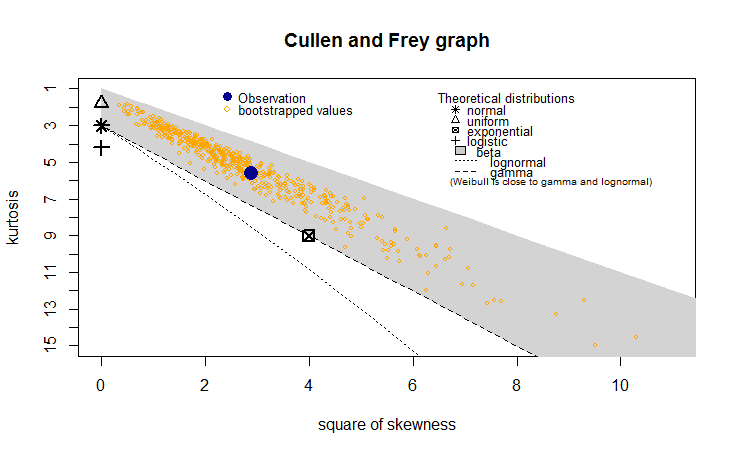 Cullen and Frey graph
Observation
bootstrapped values
Theoretical distributions
normal
uniform
exponential
logistic
beta
lognormal
gamma
(Weibull is close to gamma and lognormal)
kurtosis
1
3
5
7
9
11
13
15
0
2
4
6
8
10
square of skewness